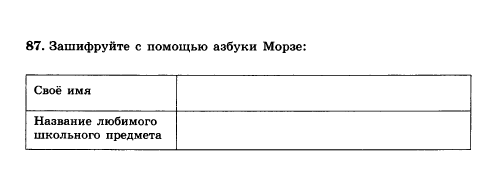 87. Зашифруйте с помощью азбуки Морзе:
Своё имя
Название любимого
школьного предмета